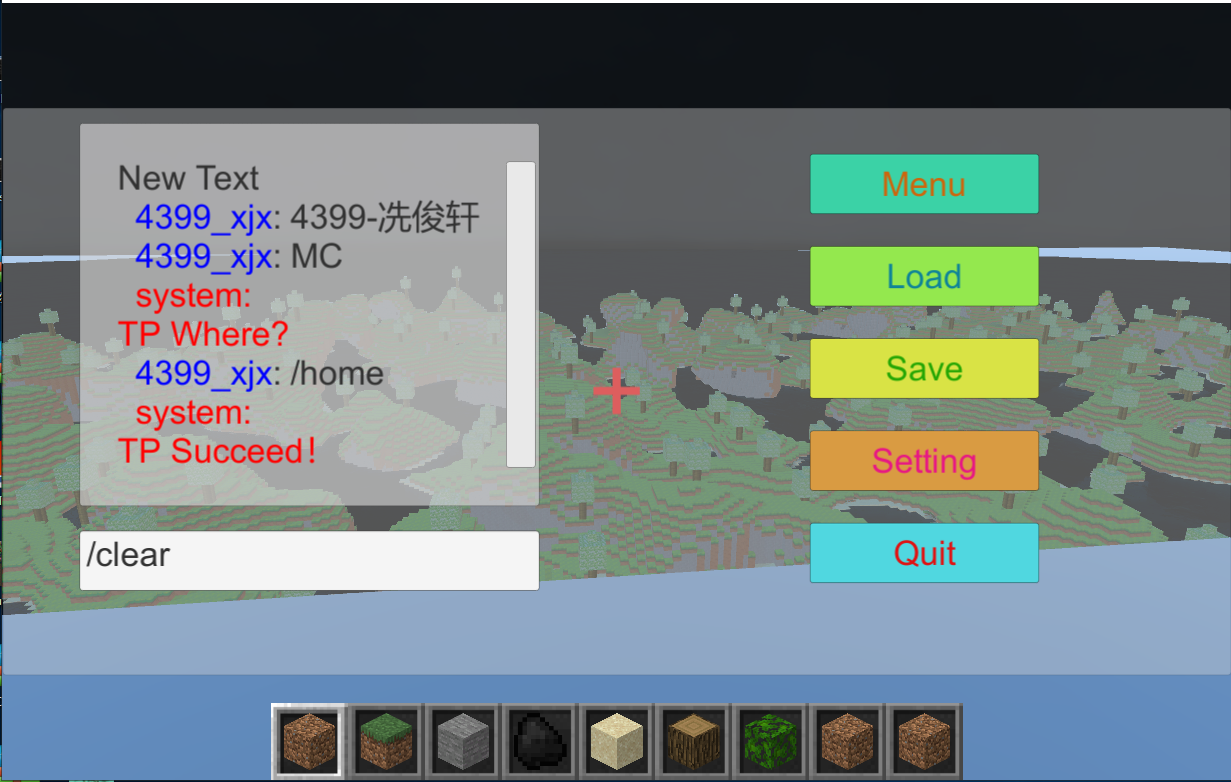 New Text
4399_xjx: 4399-冼俊轩
4399_xjx: MC
system:
TP Where?
4399_xjx: /home
system:
TP Succeed！
/clear
Menu
Load
Save
Setting
Quit